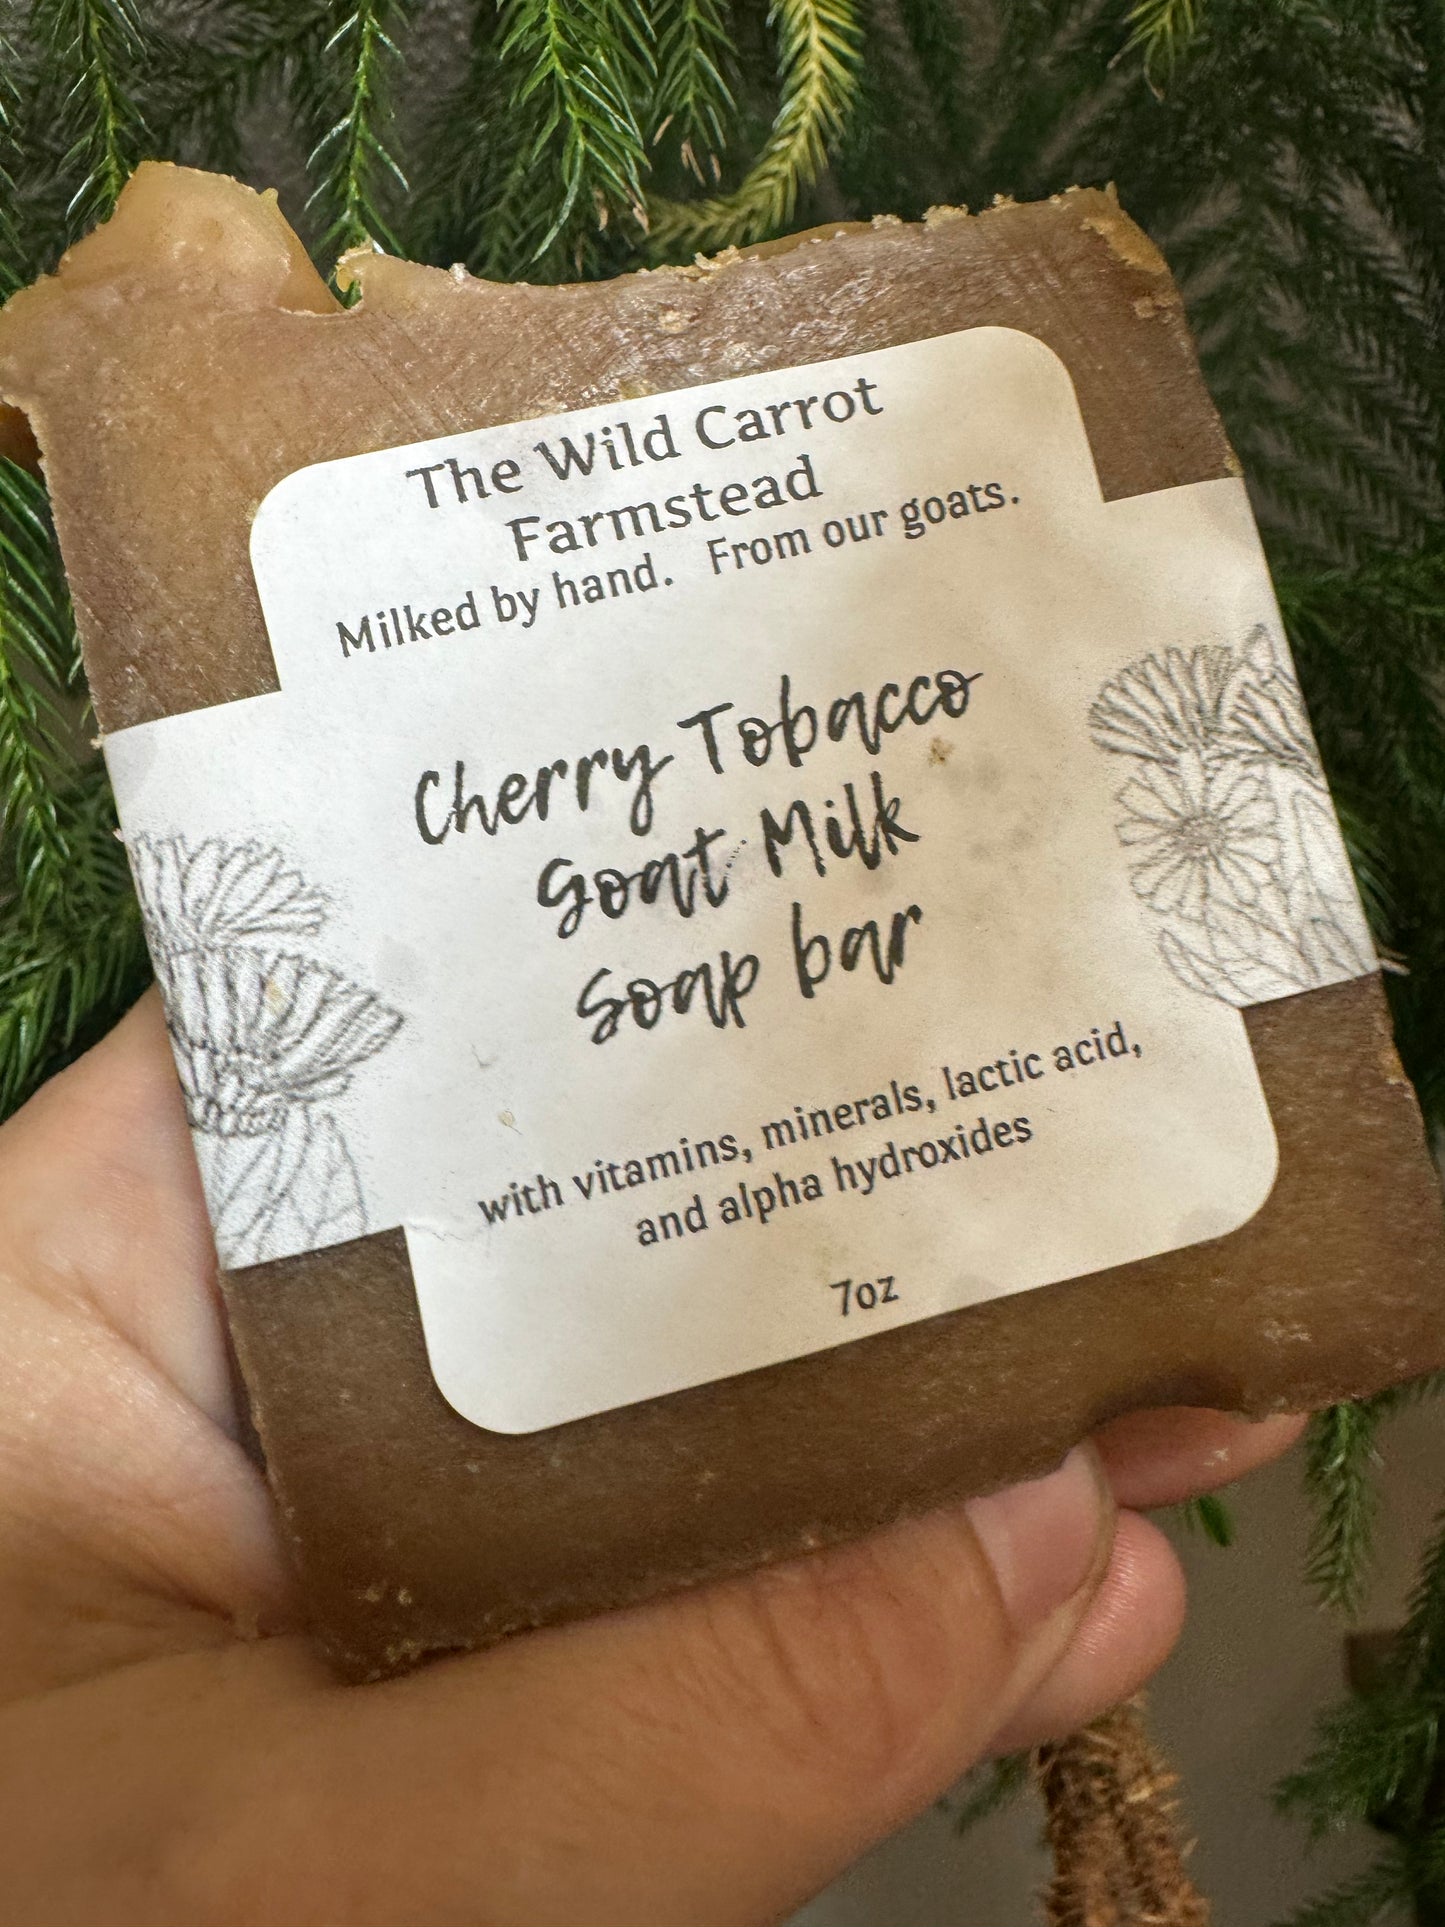 The Wild Carrot
Farmstead
Milked by hand.  From our goats.
Cherry Tobacco
Goat Milk
Soap bar
with vitamins, minerals, lactic acid,
and alpha hydroxides
7oz